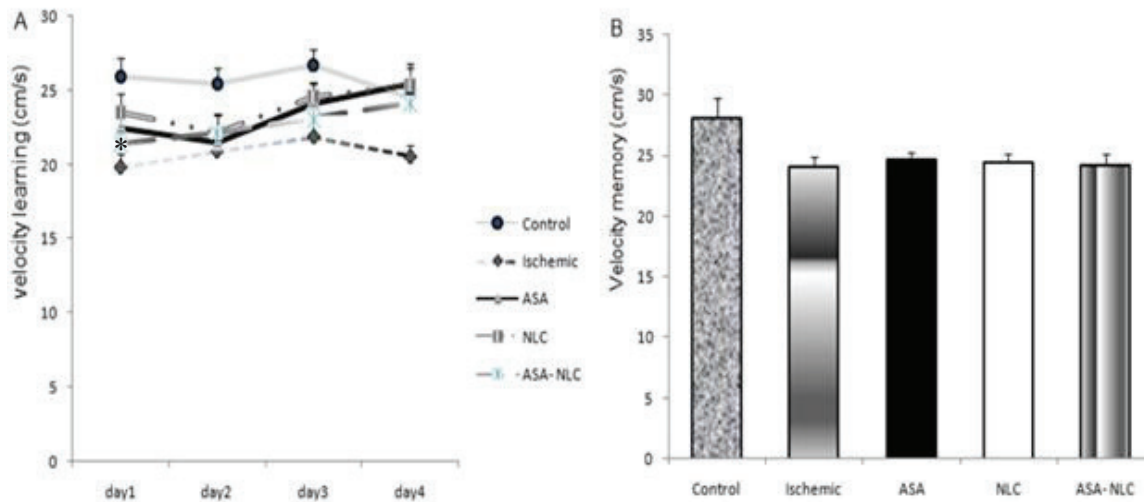 A
velocity learning (cm/s)
30
25
20
15
10
5
0
*
day1 day2 day3 day4
Control
Ischemic
ASA
NLC
-ASA-NLC
B
Velocity memory (cm/s)
35
30
25
20
15
10
5
0
Control Ischemic ASA NLC ASA-NLC